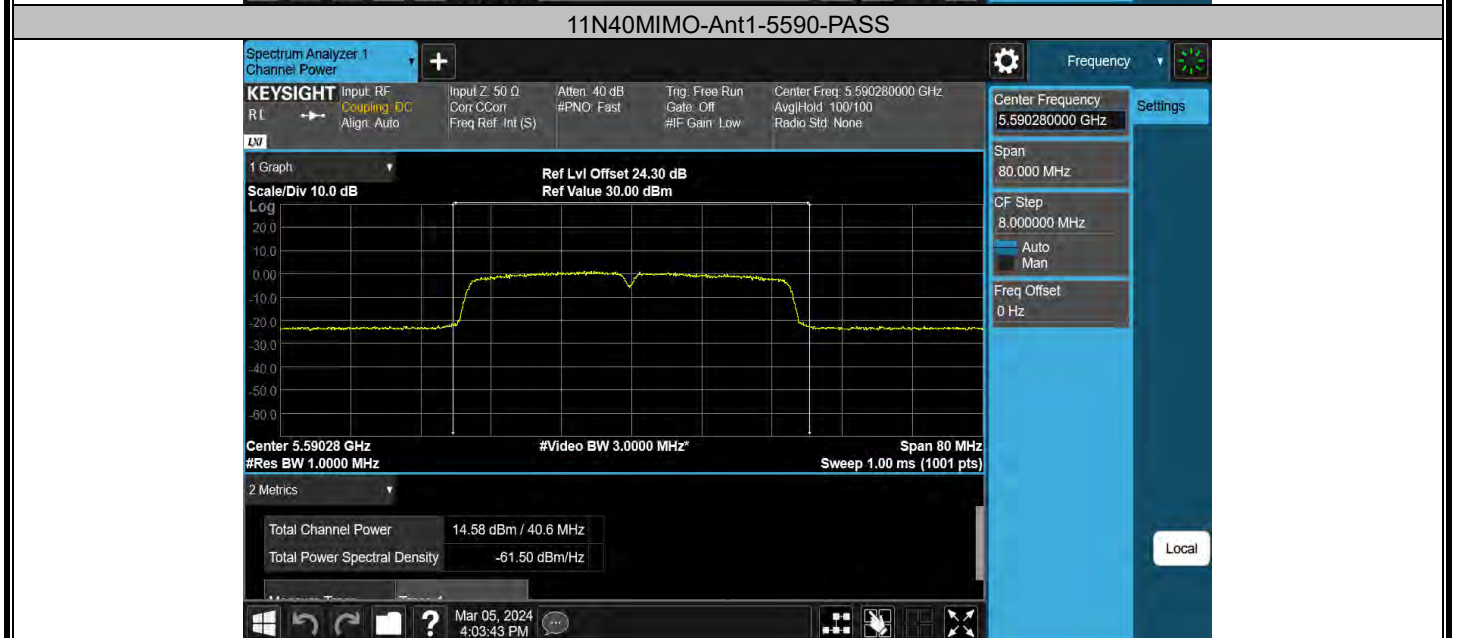 11N40MIMO-Ant1-5590-PASS
Spectrum Analyzer 1
Channel Power
Frequency
KEYSIGHT
RL
LXI
Input: RF
Coupling: DC
Align: Auto
Input Z: 50 Ω
Corr CCorr
Freq Ref: Int (S)
Atten: 40 dB
#PNO: Fast
Trig: Free Run
Gate: Off
#IF Gain: Low
Center Freq: 5.590280000 GHz
Avg|Hold: 100/100
Radio Std: None
Center Frequency
5.590280000 GHz
Settings
Span
80.000 MHz
CF Step
8.000000 MHz
Auto
Man
Freq Offset
0 Hz
1 Graph
Scale/Div 10.0 dB
Ref Lvl Offset 24.30 dB
Ref Value 30.00 dBm
Log
20.0
10.0
0.00
-10.0
-20.0
-30.0
-40.0
-50.0
-60.0
Center 5.59028 GHz
#Res BW 1.0000 MHz
#Video BW 3.0000 MHz*
Span 80 MHz
Sweep 1.00 ms (1001 pts)
2 Metrics
Total Channel Power 14.58 dBm / 40.6 MHz
Total Power Spectral Density -61.50 dBm/Hz
Local
?
Mar 05, 2024
4:03:43 PM